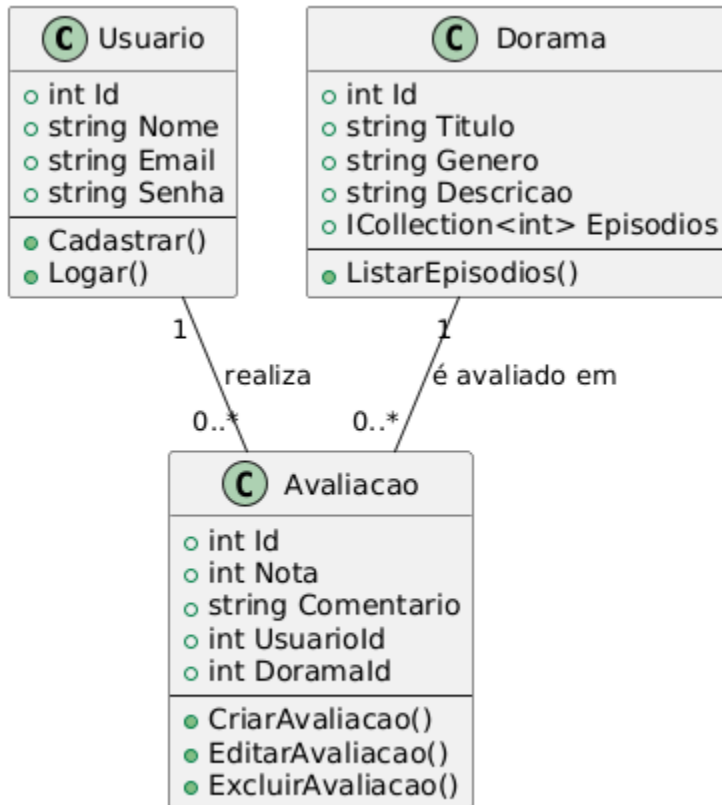 C Usuario
int Id
string Nome
string Email
string Senha
Cadastrar()
Logar()
C Dorama
int Id
string Titulo
string Genero
string Descricao
ICollection<int> Episodios
ListarEpisodios()
1
realiza
0..*
1
é avaliado em
0..*
C Avaliacao
int Id
int Nota
string Comentario
int UsuarioId
int DoramaId
CriarAvaliacao()
EditarAvaliacao()
ExcluirAvaliacao()